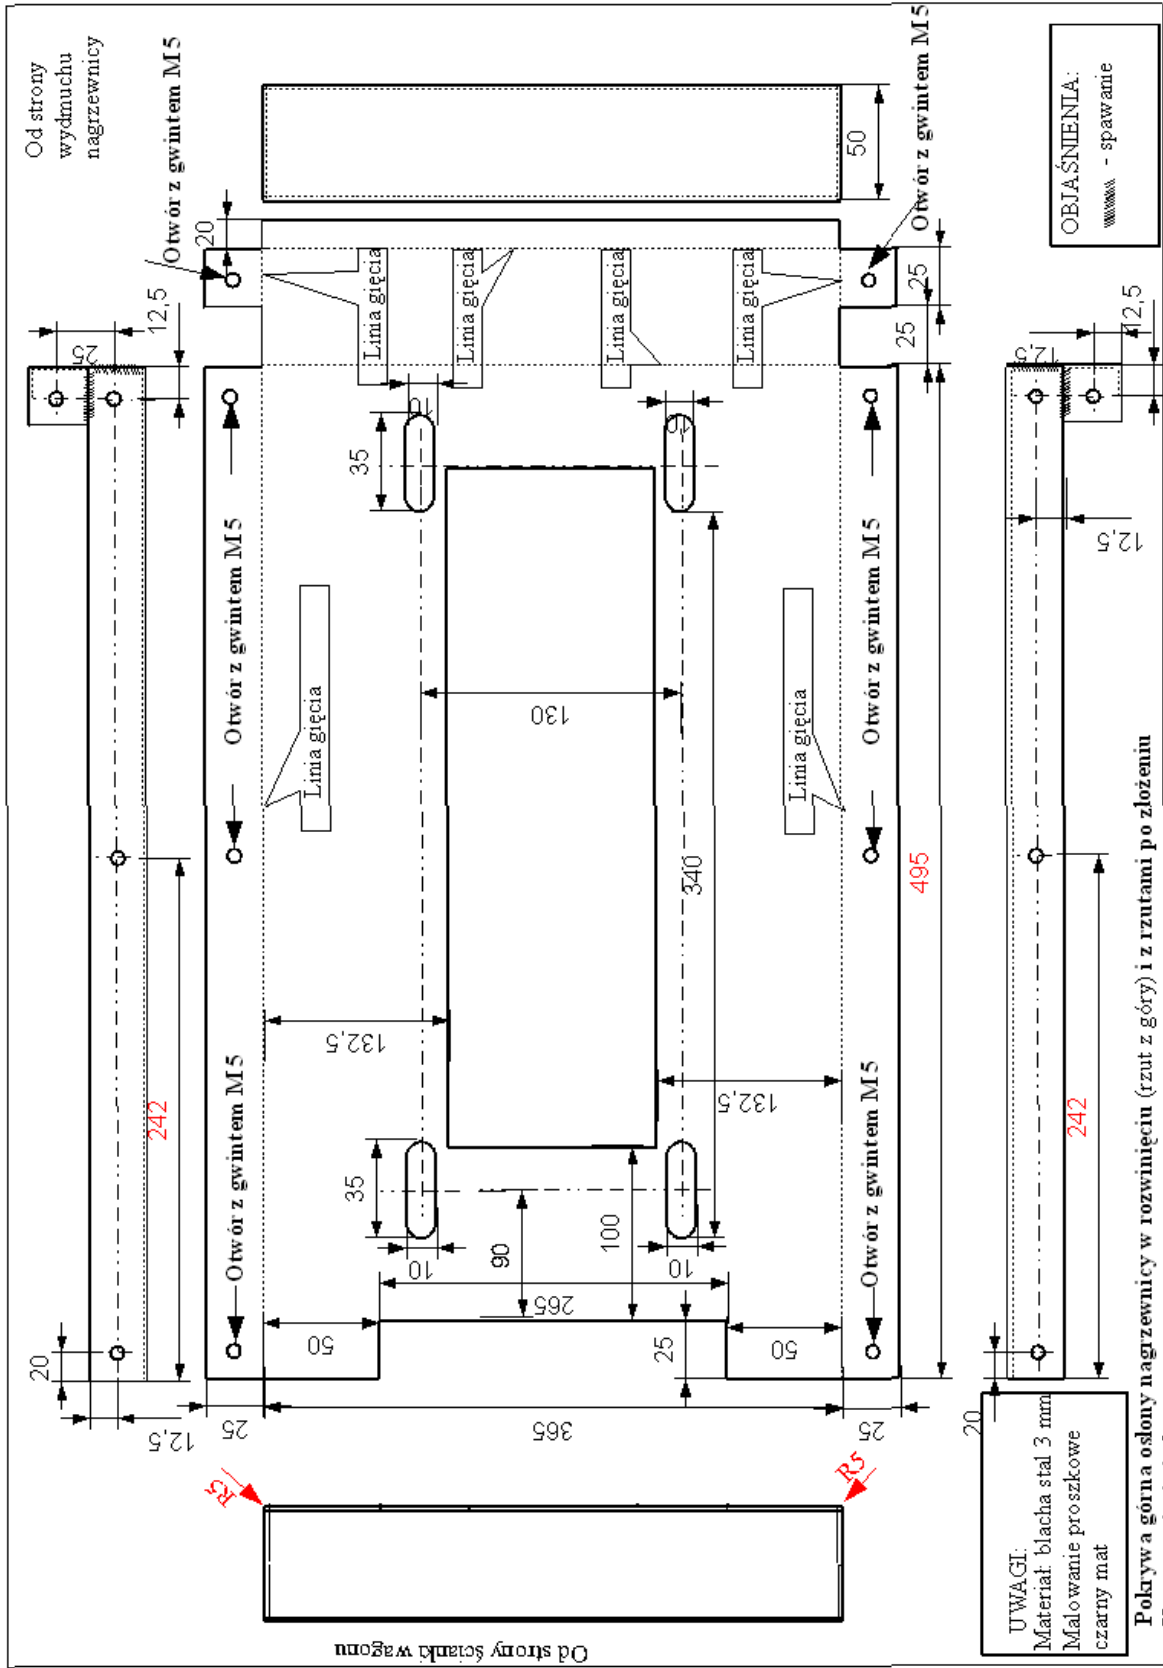 Od strony
wydmuchu
nagrzewnicy
Otwór z gwintem M5
Otwór z gwintem M5
50
20
25
25
12,5
25
Linia gięcia
Linia gięcia
Linia gięcia
Linia gięcia
OBJAŚNIENIA:
- spawanie
12,5
12,5
12,5
10
10
35
Otwór z gwintem M5
Otwór z gwintem M5
Linia gięcia
Linia gięcia
130
340
495
242
242
132,5
132,5
Otwór z gwintem M5
Otwór z gwintem M5
35
10
10
90
100
265
50
50
25
20
20
12,5
25
365
25
R5
R5
Od strony ścianki wagonu
UWAGI:
Materiał: blacha stal 3 mm
Malowanie proszkowe
czarny mat
Pokrywa górna osłony nagrzewnicy w rozwinięciu (rzut z góry) i z rzutami po złożeniu